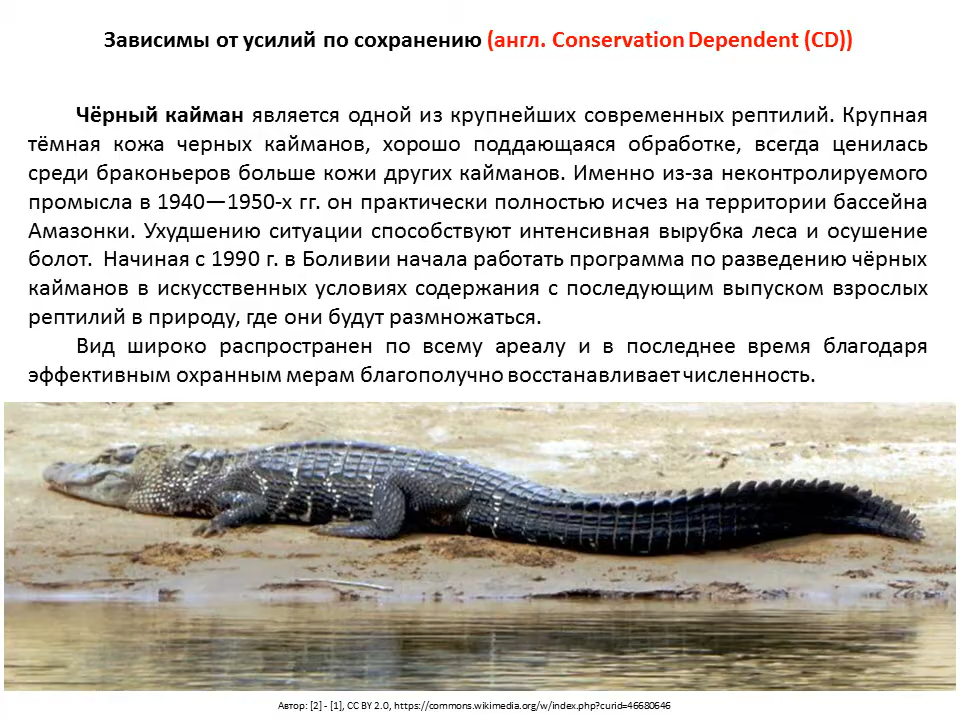 Зависимы от усилий по сохранению (англ. Conservation Dependent (CD))
Чёрный кайман является одной из крупнейших современных рептилий. Крупная
тёмная кожа черных кайманов, хорошо поддающаяся обработке, всегда ценилась
среди браконьеров больше кожи других кайманов. Именно из-за неконтролируемого
промысла в 1940—1950-х гг. он практически полностью исчез на территории бассейна
Амазонки. Ухудшению ситуации способствуют интенсивная вырубка леса и осушение
болот. Начиная с 1990 г. в Боливии начала работать программа по разведению чёрных
кайманов в искусственных условиях содержания с последующим выпуском взрослых
рептилий в природу, где они будут размножаться.
Вид широко распространен по всему ареалу и в последнее время благодаря
эффективным охранным мерам благополучно восстанавливает численность.
Автор: [2] - [1], CC BY 2.0, https://commons.wikimedia.org/w/index.php?curid=46680646